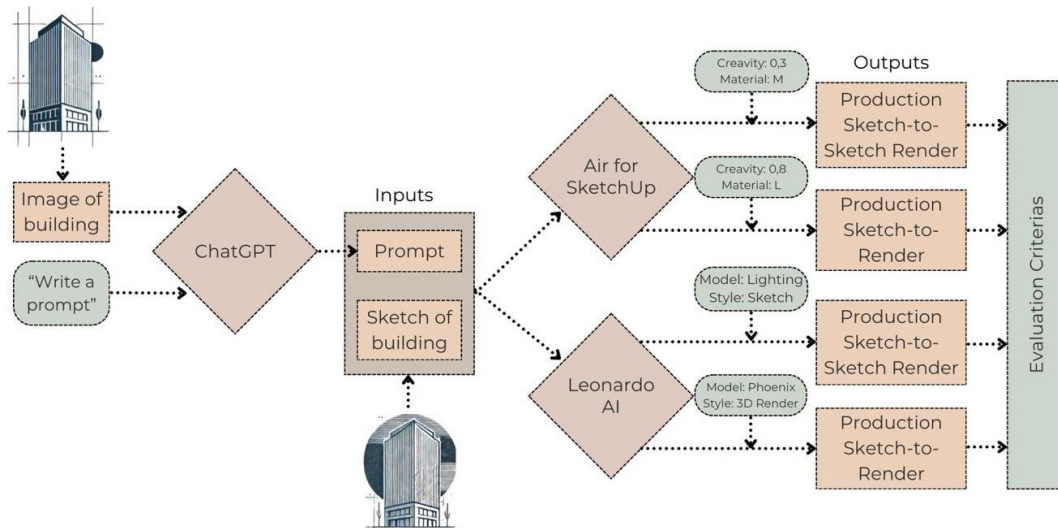 Image of
building
“Write a
prompt”
ChatGPT
Inputs
Prompt
Sketch of
building
Air for
SketchUp
Leonardo
AI
Creavity: 0,3
Material: M
Creavity: 0,8
Material: L
Model: Lighting
Style: Sketch
Model: Phoenix
Style: 3D Render
Outputs
Production
Sketch-to-
Sketch Render
Production
Sketch-to-
Render
Production
Sketch-to-
Sketch Render
Production
Sketch-to-
Render
Evaluation Criterias